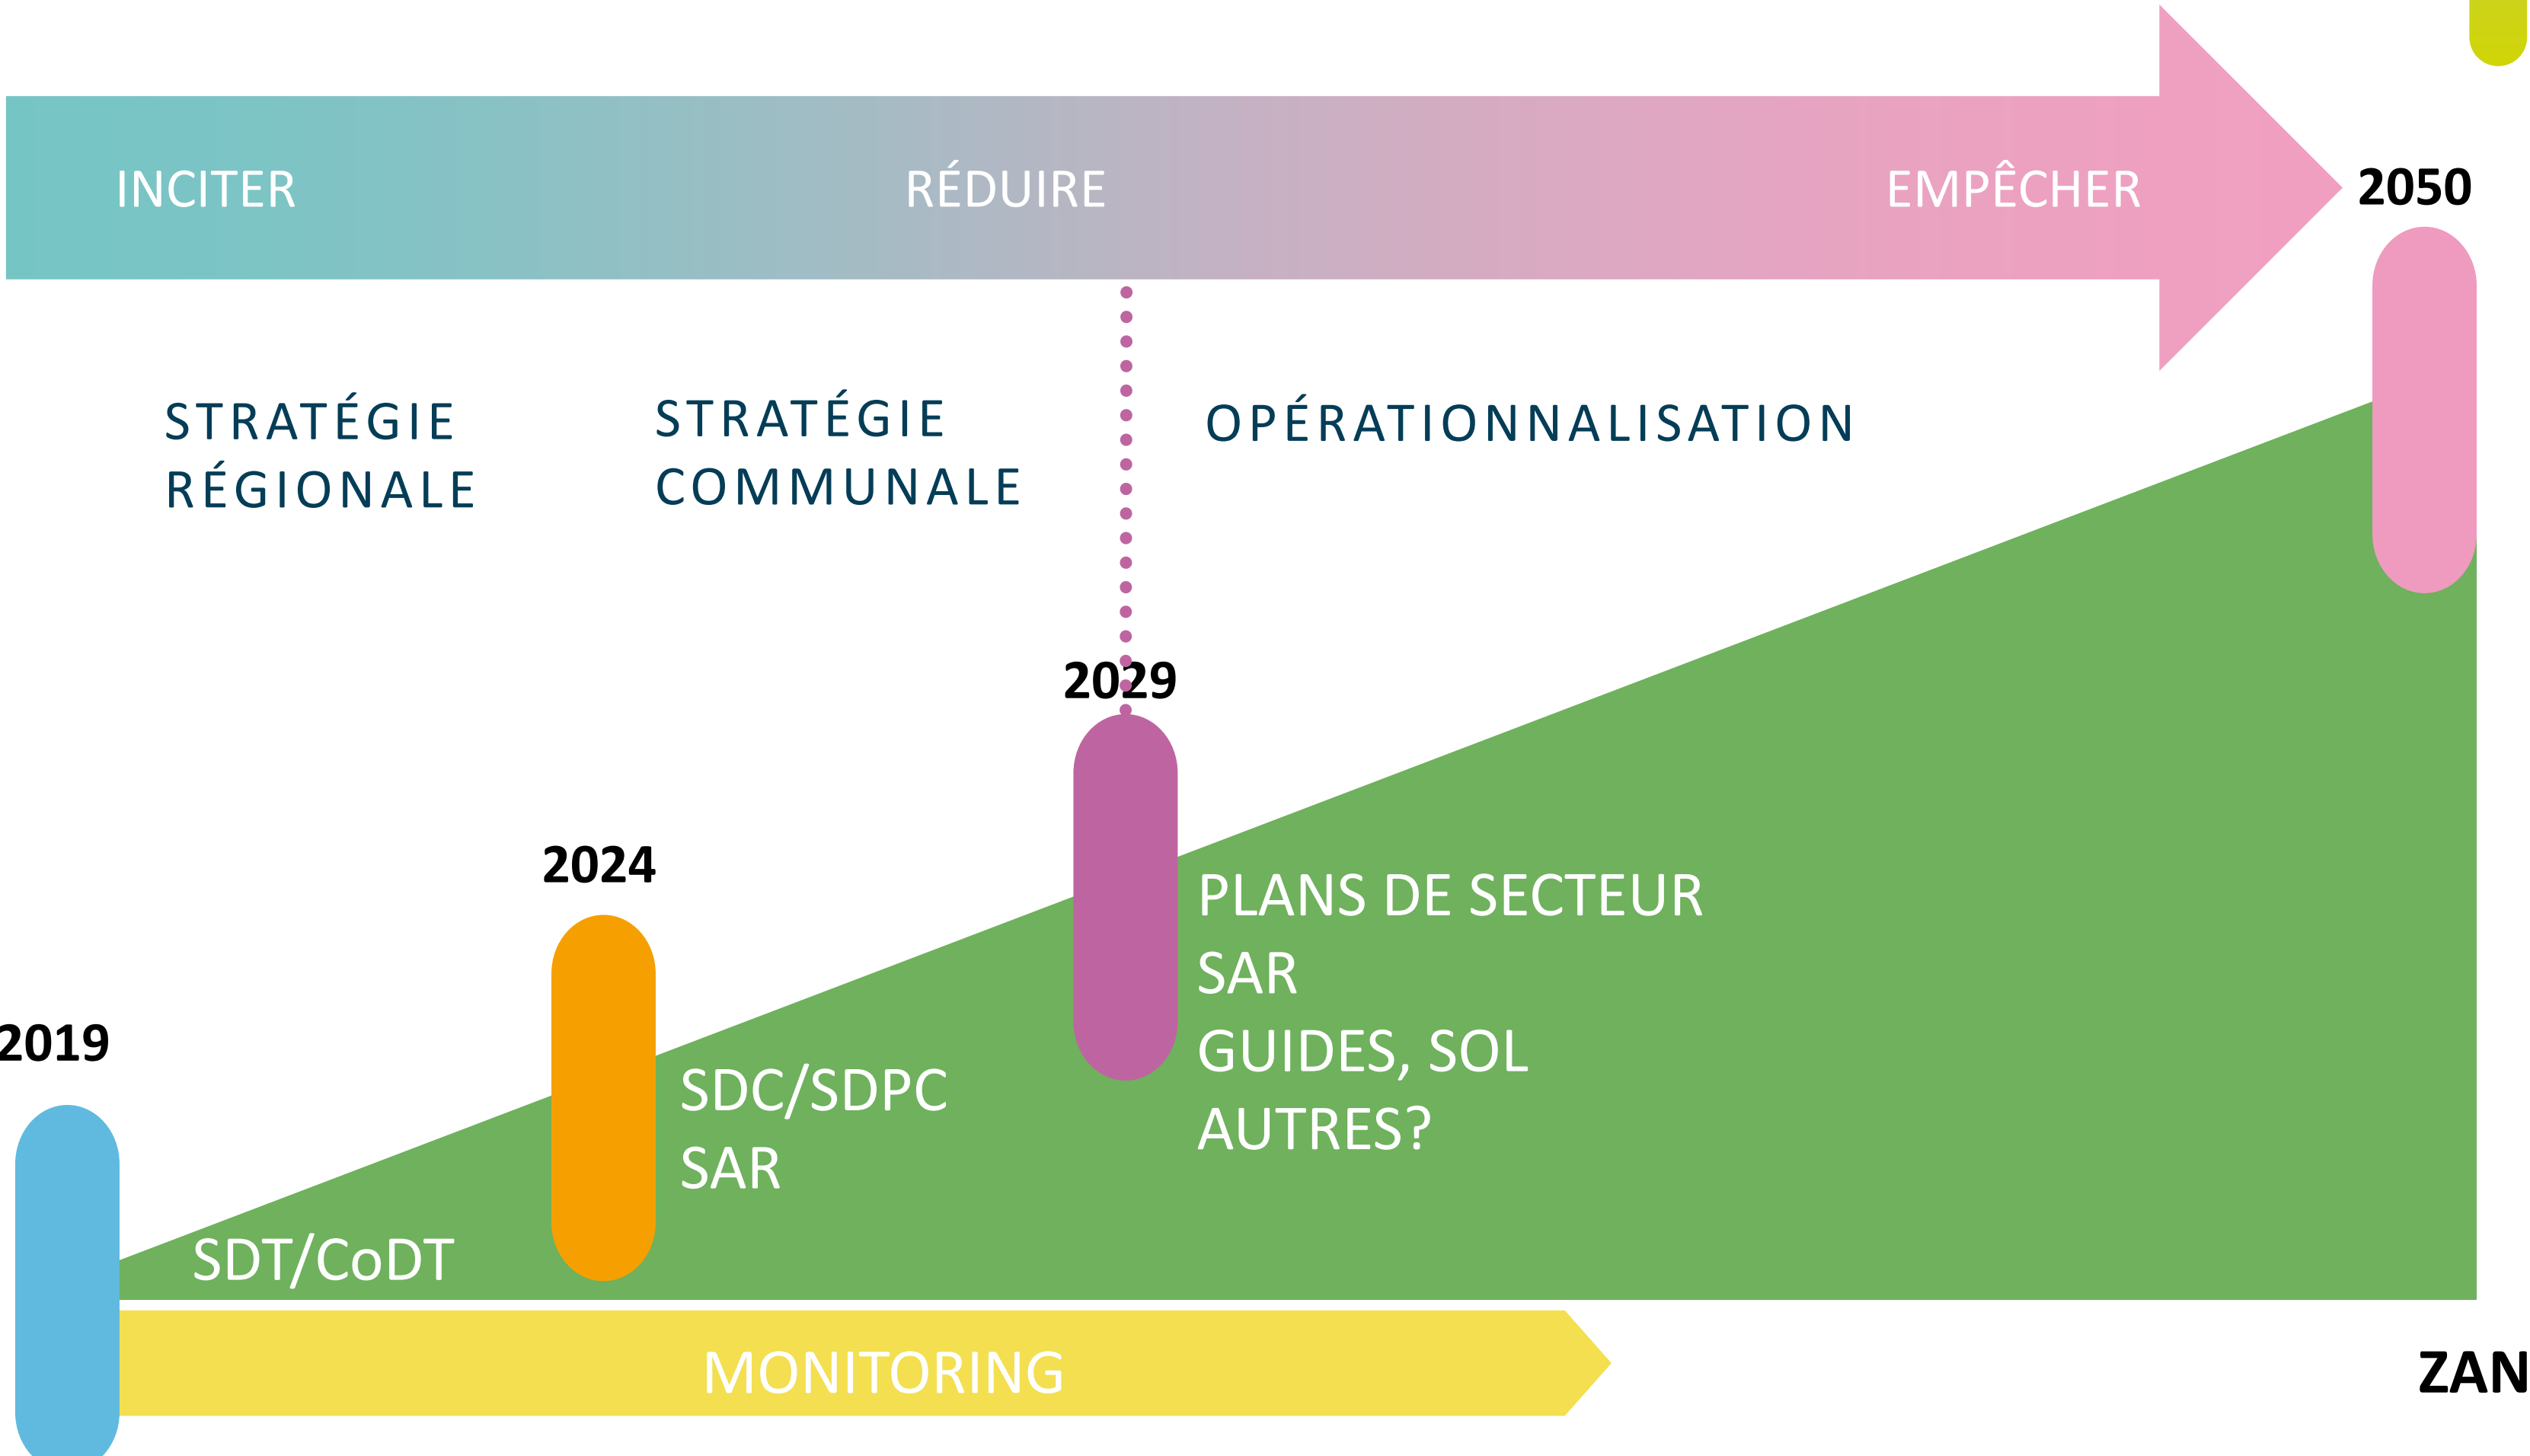 INCITER
RÉDUIRE
EMPÊCHER
2050
STRATÉGIE
RÉGIONALE
STRATÉGIE
COMMUNALE
OPÉRATIONNALISATION
2029
2024
2019
PLANS DE SECTEUR
SAR
GUIDES, SOL
AUTRES?
SDC/SDPC
SAR
SDT/CoDT
MONITORING
ZAN